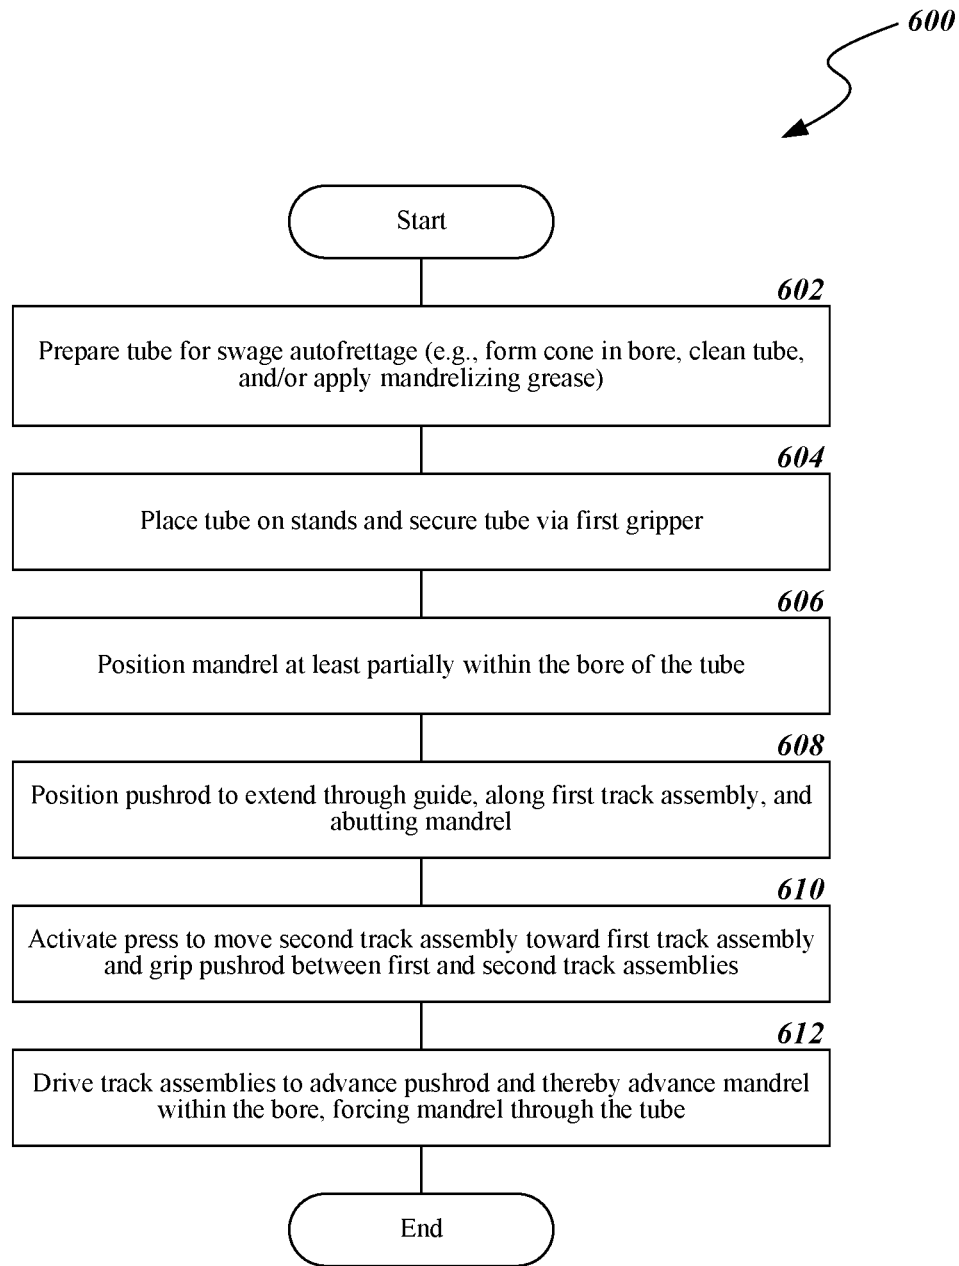 600
Start
602
Prepare tube for swage autofrettage (e.g., form cone in bore, clean tube,
and/or apply mandrelizing grease)
604
Place tube on stands and secure tube via first gripper
606
Position mandrel at least partially within the bore of the tube
608
Position pushrod to extend through guide, along first track assembly, and
abutting mandrel
610
Activate press to move second track assembly toward first track assembly
and grip pushrod between first and second track assemblies
612
Drive track assemblies to advance pushrod and thereby advance mandrel
within the bore, forcing mandrel through the tube
End